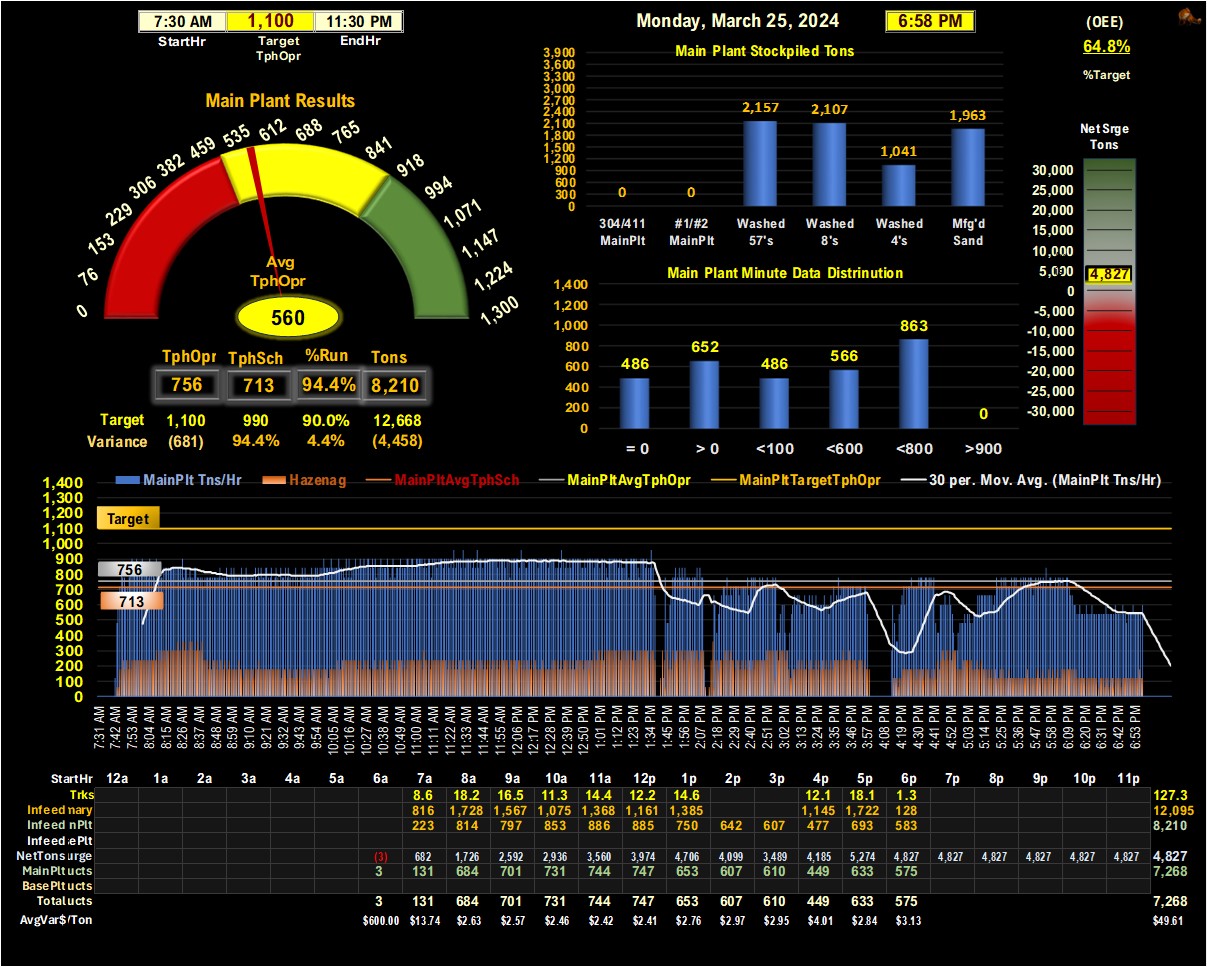 7:30 AM 1,100 11:30 PM
StartHr Target TphOpr EndHr
Monday, March 25, 2024 6:58 PM
(OEE)
64.8%
%Target
Main Plant Results
0 76 153 229 306 382 459 535 612 688 765 841 918 994 1,071 1,147 1,224 1,300
Avg
TphOpr
560
TphOpr TphSch %Run Tons
756 713 94.4% 8,210
Target 1,100 990 90.0% 12,668
Variance (681) 94.4% 4.4% (4,458)
Main Plant Stockpiled Tons
3,900
3,600
3,300
3,000
2,700
2,400
2,100
1,800
1,500
1,200
900
600
300
0
0 0 2,157 2,107 1,041 1,963
304/411 #1/#2 Washed Washed Washed Mfg'd
MainPlt MainPlt 57's 8's 4's Sand
Main Plant Minute Data Distrinution
1,400
1,200
1,000
800
600
400
200
0
486 652 486 566 863 0
= 0 > 0 <100 <600 <800 >900
Net Srge
Tons
30,000
25,000
20,000
15,000
10,000
5,000
0
-5,000
-10,000
-15,000
-20,000
-25,000
-30,000
4,827
MainPlt Tns/Hr Hazenag MainPltAvgTphSch MainPltAvgTphOpr MainPltTargetTphOpr 30 per. Mov. Avg. (MainPlt Tns/Hr)
1,400
1,300
1,200
1,100
1,000
900
800
700
600
500
400
300
200
100
0
Target
756
713
7:31 AM 7:42 AM 7:53 AM 8:04 AM 8:15 AM 8:26 AM 8:37 AM 8:48 AM 8:59 AM 9:10 AM 9:21 AM 9:32 AM 9:43 AM 9:54 AM 10:05 AM 10:16 AM 10:27 AM 10:38 AM 10:49 AM 11:00 AM 11:11 AM 11:22 AM 11:33 AM 11:44 AM 11:55 AM 12:06 PM 12:17 PM 12:28 PM 12:39 PM 12:50 PM 1:01 PM 1:12 PM 1:23 PM 1:34 PM 1:45 PM 1:56 PM 2:07 PM 2:18 PM 2:29 PM 2:40 PM 2:51 PM 3:02 PM 3:13 PM 3:24 PM 3:35 PM 3:46 PM 3:57 PM 4:08 PM 4:19 PM 4:30 PM 4:41 PM 4:52 PM 5:03 PM 5:14 PM 5:25 PM 5:36 PM 5:47 PM 5:58 PM 6:09 PM 6:20 PM 6:31 PM 6:42 PM 6:53 PM
StartHr 12a 1a 2a 3a 4a 5a 6a 7a 8a 9a 10a 11a 12p 1p 2p 3p 4p 5p 6p 7p 8p 9p 10p 11p
Trks 8.6 18.2 16.5 11.3 14.4 12.2 14.6 12.1 18.1 1.3 127.3
Infeed nary 816 1,728 1,567 1,075 1,368 1,161 1,385 1,145 1,722 128 12,095
Infeed nPlt 223 814 797 853 886 885 750 642 607 477 693 583 8,210
Infeed ePlt
NetTons urge (3) 682 1,726 2,592 2,936 3,560 3,974 4,706 4,099 3,489 4,185 5,274 4,827 4,827 4,827 4,827 4,827 4,827 4,827
MainPlt ucts 3 131 684 701 731 744 747 653 607 610 449 633 575 7,268
BasePlt ucts
Total ucts 3 131 684 701 731 744 747 653 607 610 449 633 575 7,268
AvgVar$/Ton $600.00 $13.74 $2.63 $2.57 $2.46 $2.42 $2.41 $2.76 $2.97 $2.95 $4.01 $2.84 $3.13 $49.61